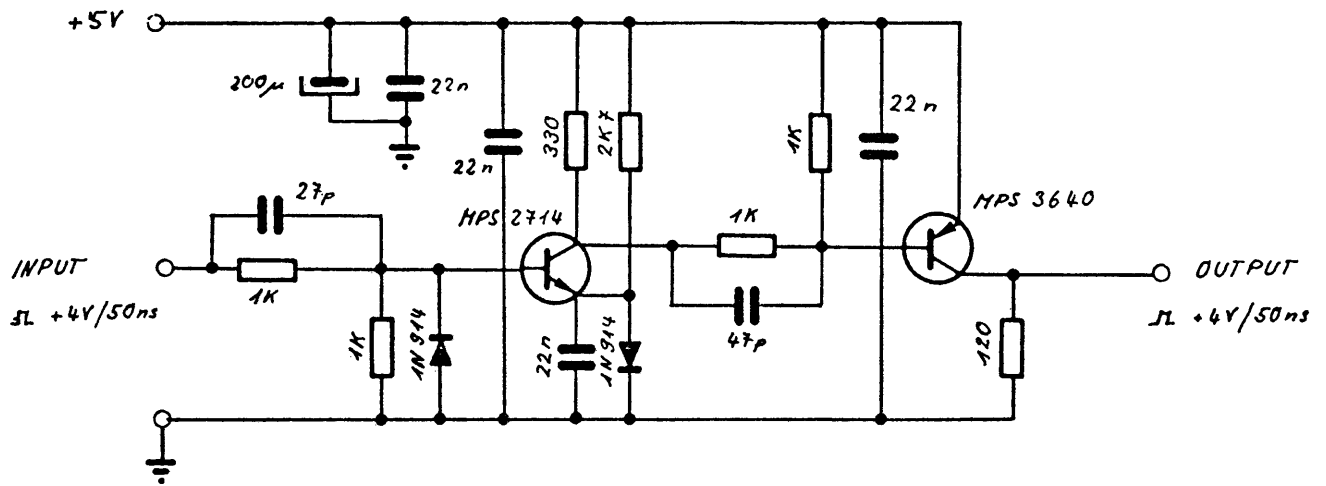 +5V
200μ
22n
22n
330
2K7
1K
22n
27p
MPS 2714
MPS 3640
1K
INPUT
1K
OUTPUT
⎍ +4V/50ns
1K
1N914
22n
1N914
47p
120
⎍ +4V/50ns